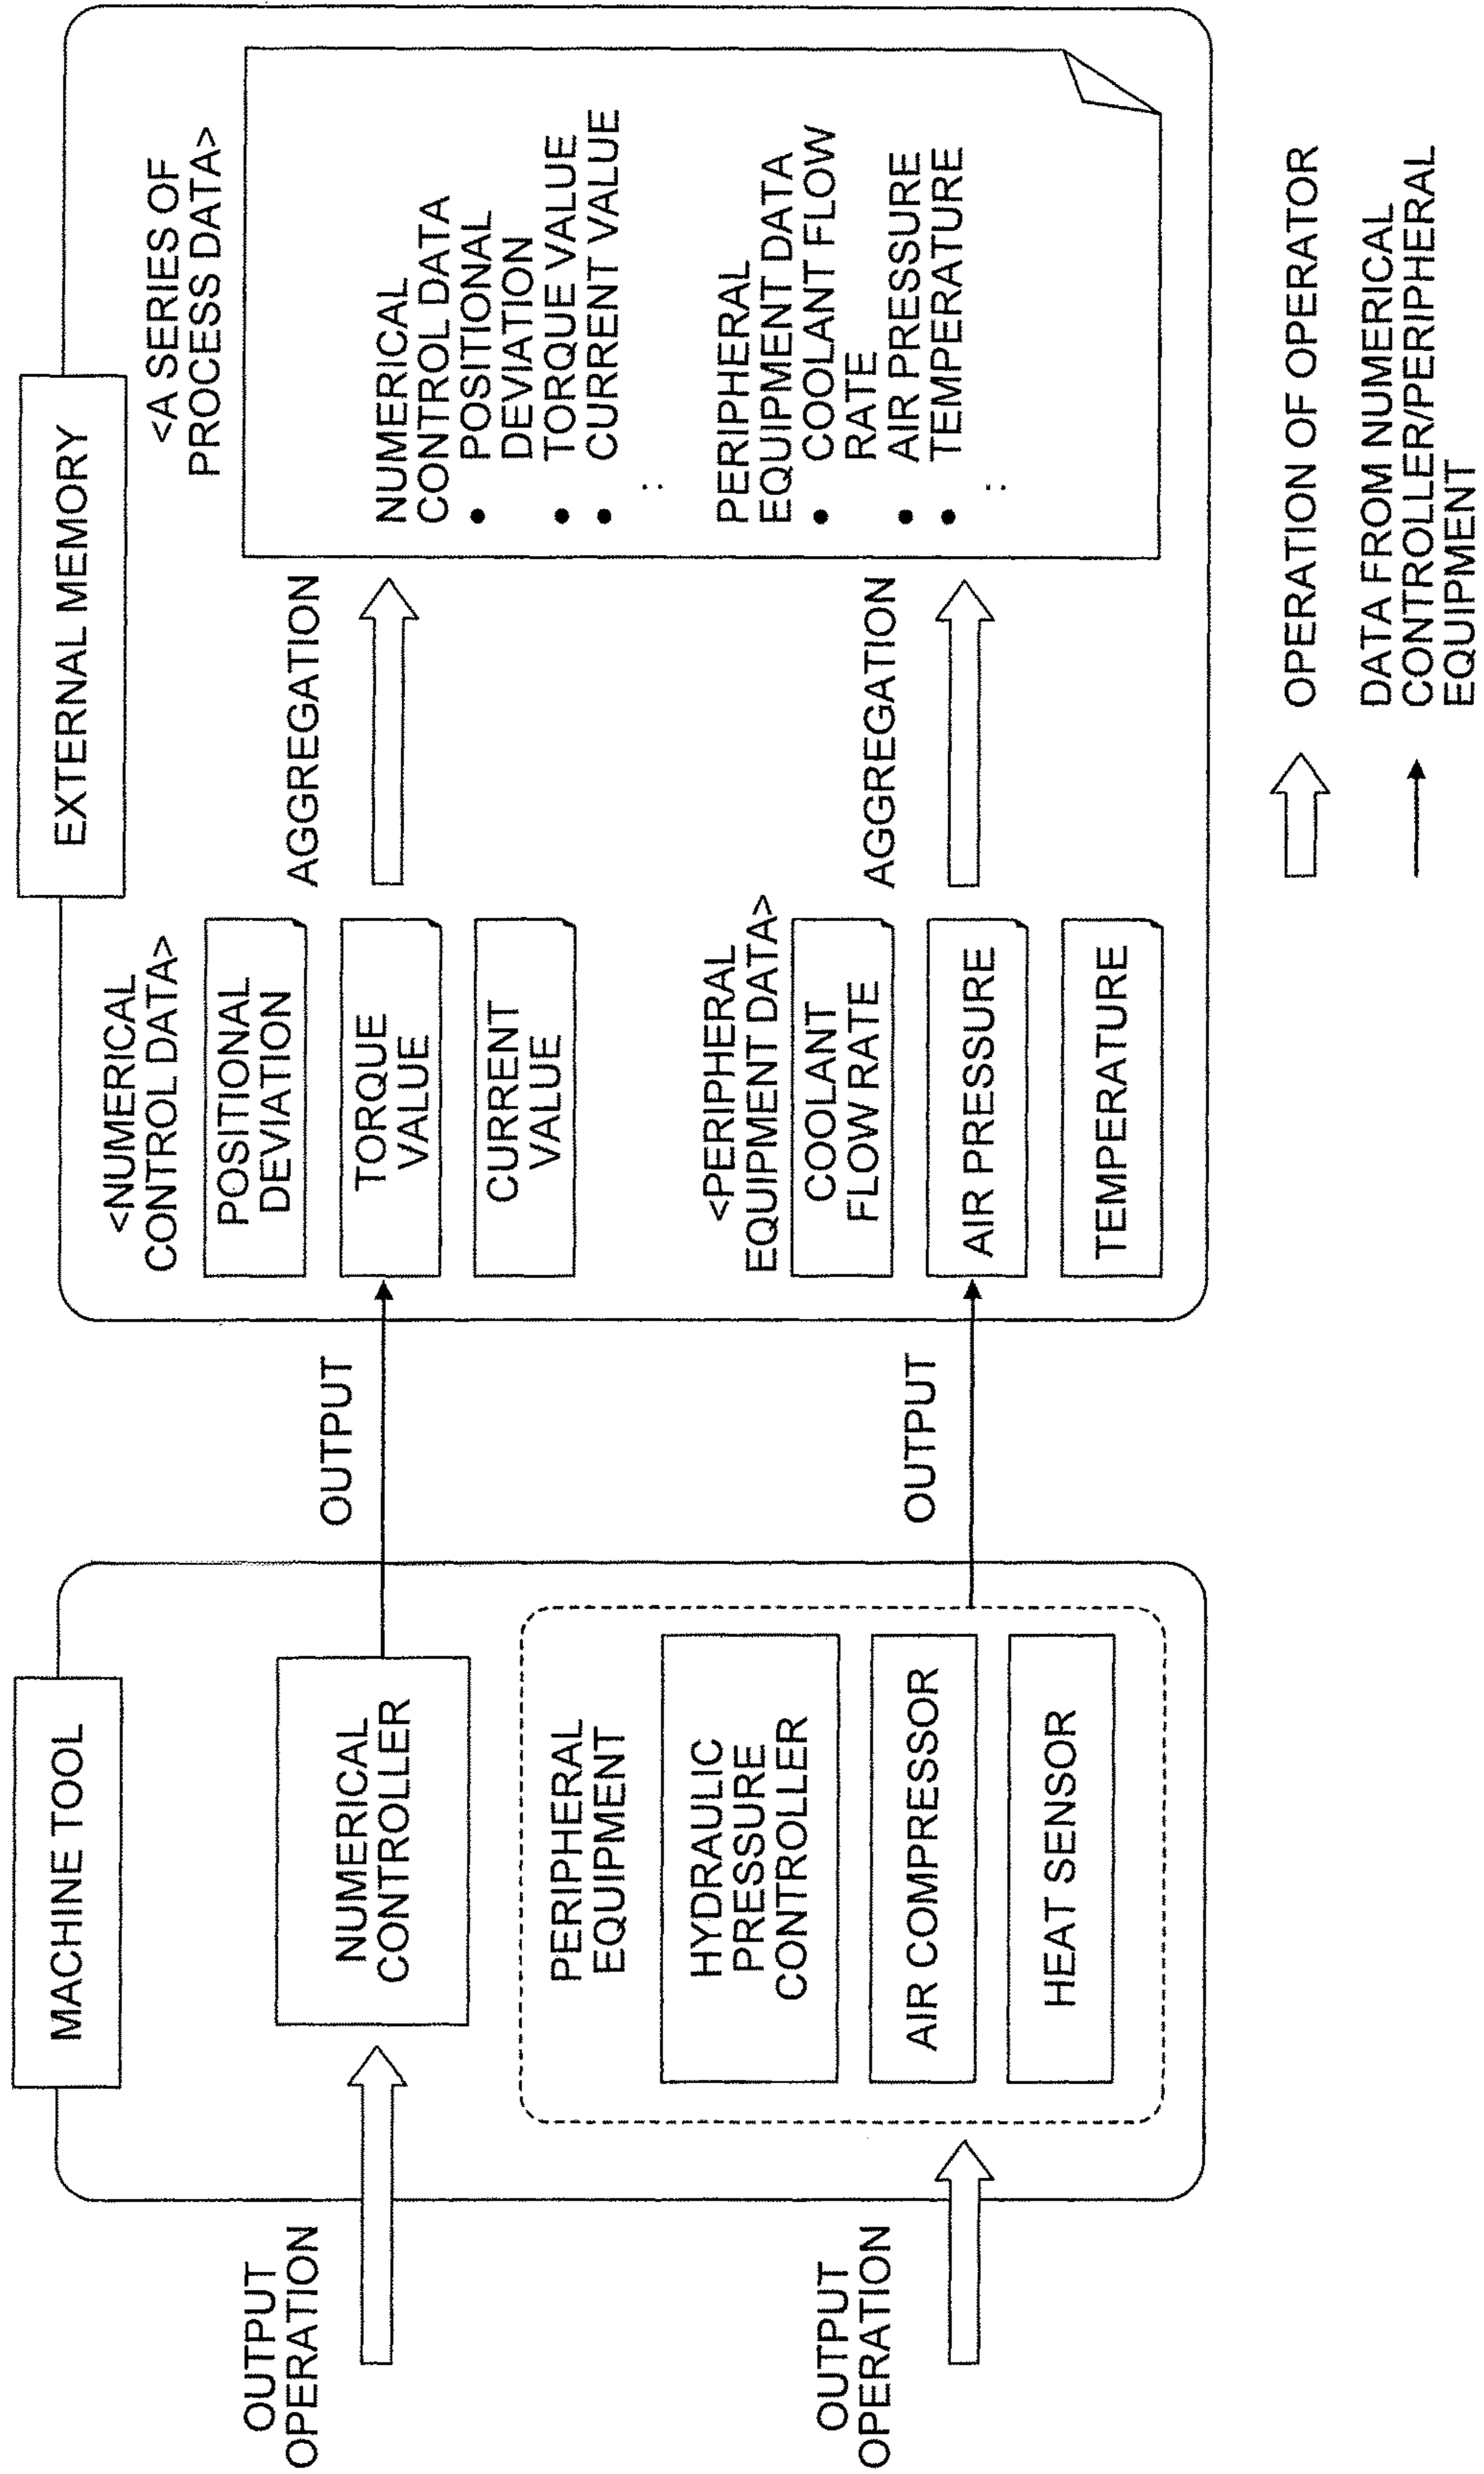 MACHINE TOOL
OUTPUT
OPERATION
NUMERICAL
CONTROLLER
OUTPUT
OUTPUT
OPERATION
PERIPHERAL
EQUIPMENT
HYDRAULIC
PRESSURE
CONTROLLER
AIR COMPRESSOR
HEAT SENSOR
OUTPUT
EXTERNAL MEMORY
<NUMERICAL
CONTROL DATA>
POSITIONAL
DEVIATION
TORQUE
VALUE
CURRENT
VALUE
AGGREGATION
<PERIPHERAL
EQUIPMENT DATA>
COOLANT
FLOW RATE
AIR PRESSURE
TEMPERATURE
AGGREGATION
<A SERIES OF
PROCESS DATA>
NUMERICAL
CONTROL DATA
• POSITIONAL
DEVIATION
• TORQUE VALUE
• CURRENT VALUE
..
PERIPHERAL
EQUIPMENT DATA
• COOLANT FLOW
RATE
• AIR PRESSURE
• TEMPERATURE
..
OPERATION OF OPERATOR
DATA FROM NUMERICAL
CONTROLLER/PERIPHERAL
EQUIPMENT